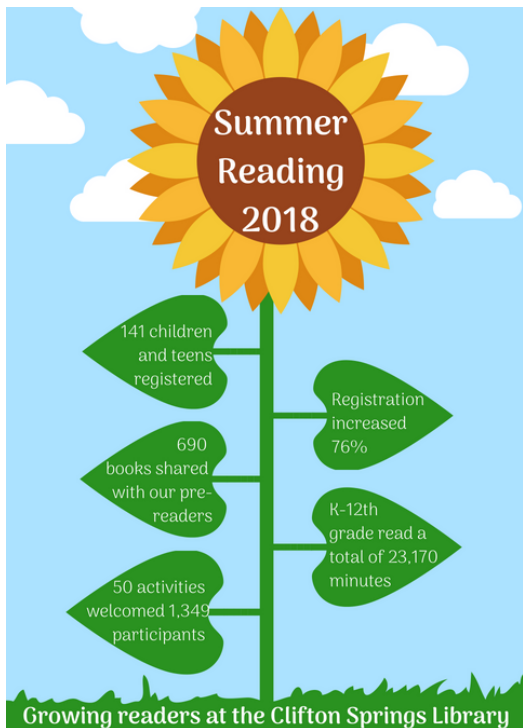 Summer
Reading
2018
141 children
and teens
registered
Registration
increased
76%
690
books shared
with our pre-
readers
K-12th
grade read a
total of 23,170
minutes
50 activities
welcomed 1,349
participants
Growing readers at the Clifton Springs Library